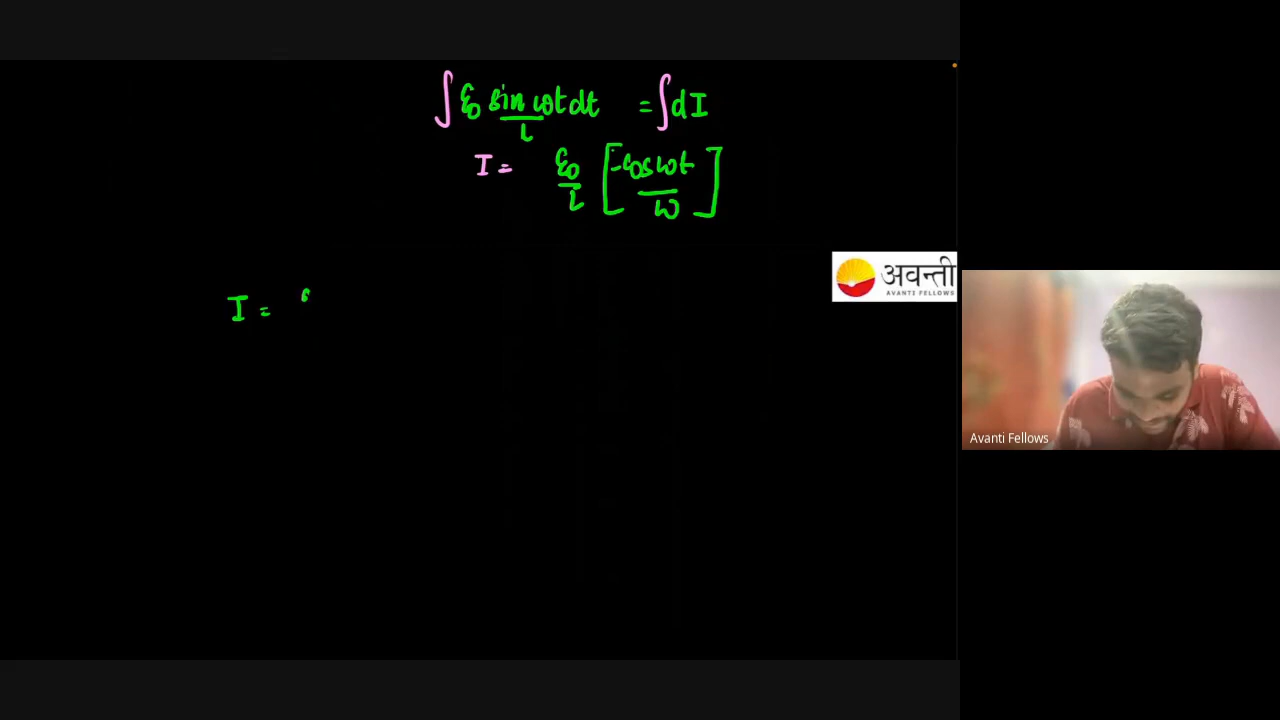 ∫ ε₀ sin ωt dt / L = ∫ dI
I = ε₀/L [-cos ωt / ω]
अवन्ती
AVANTI FELLOWS
I =
Avanti Fellows